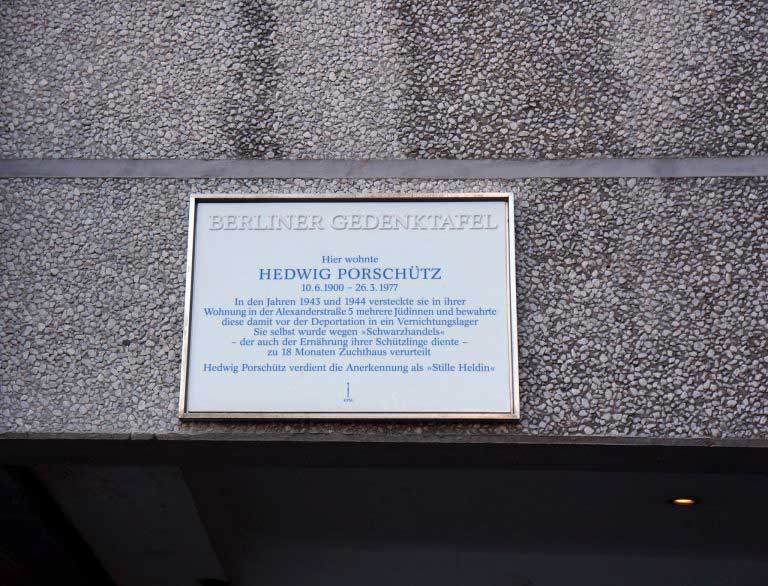 BERLINER GEDENKTAFEL
Hier wohnte
HEDWIG PORSCHÜTZ
10.6.1900 – 26.3.1977
In den Jahren 1943 und 1944 versteckte sie in ihrer
Wohnung in der Alexanderstraße 5 mehrere Jüdinnen und bewahrte
diese damit vor der Deportation in ein Vernichtungslager
Sie selbst wurde wegen »Schwarzhandels«
– der auch der Ernährung ihrer Schützlinge diente –
zu 18 Monaten Zuchthaus verurteilt
Hedwig Porschütz verdient die Anerkennung als »Stille Heldin«